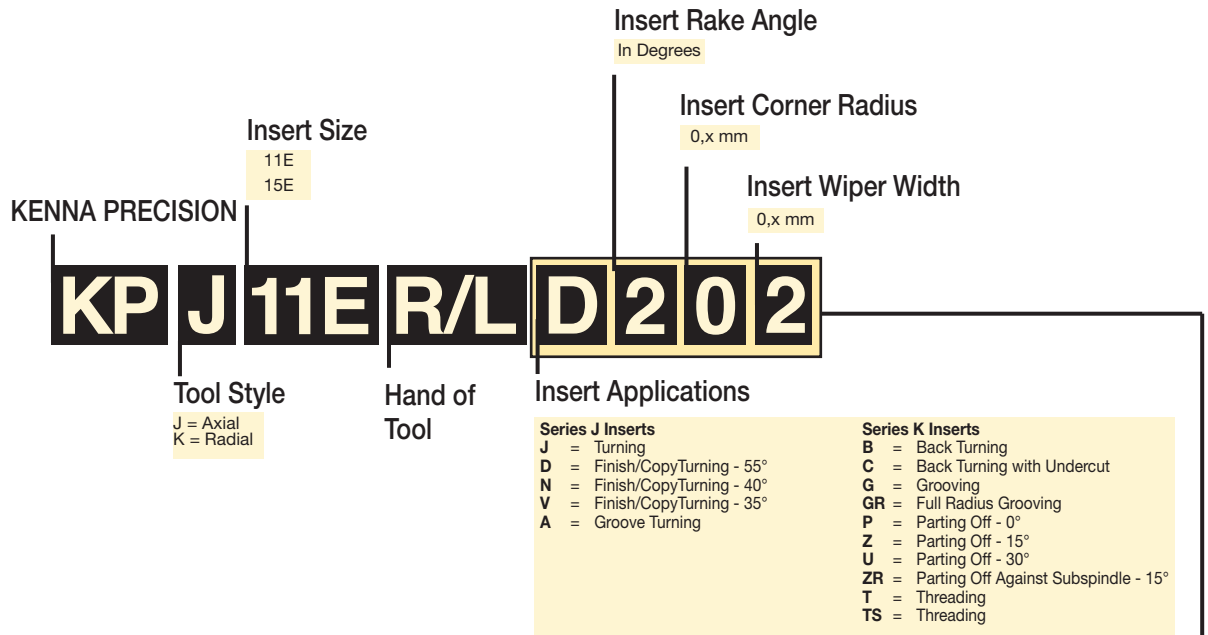 Insert Rake Angle
In Degrees
Insert Corner Radius
0,x mm
Insert Size
11E
15E
Insert Wiper Width
0,x mm
KENNA PRECISION
KP J 11E R/L D 2 0 2
Tool Style
J = Axial
K = Radial
Hand of
Tool
Insert Applications
Series J Inserts
J = Turning
D = Finish/CopyTurning - 55°
N = Finish/CopyTurning - 40°
V = Finish/CopyTurning - 35°
A = Groove Turning
Series K Inserts
B = Back Turning
C = Back Turning with Undercut
G = Grooving
GR = Full Radius Grooving
P = Parting Off - 0°
Z = Parting Off - 15°
U = Parting Off - 30°
ZR = Parting Off Against Subspindle - 15°
T = Threading
TS = Threading